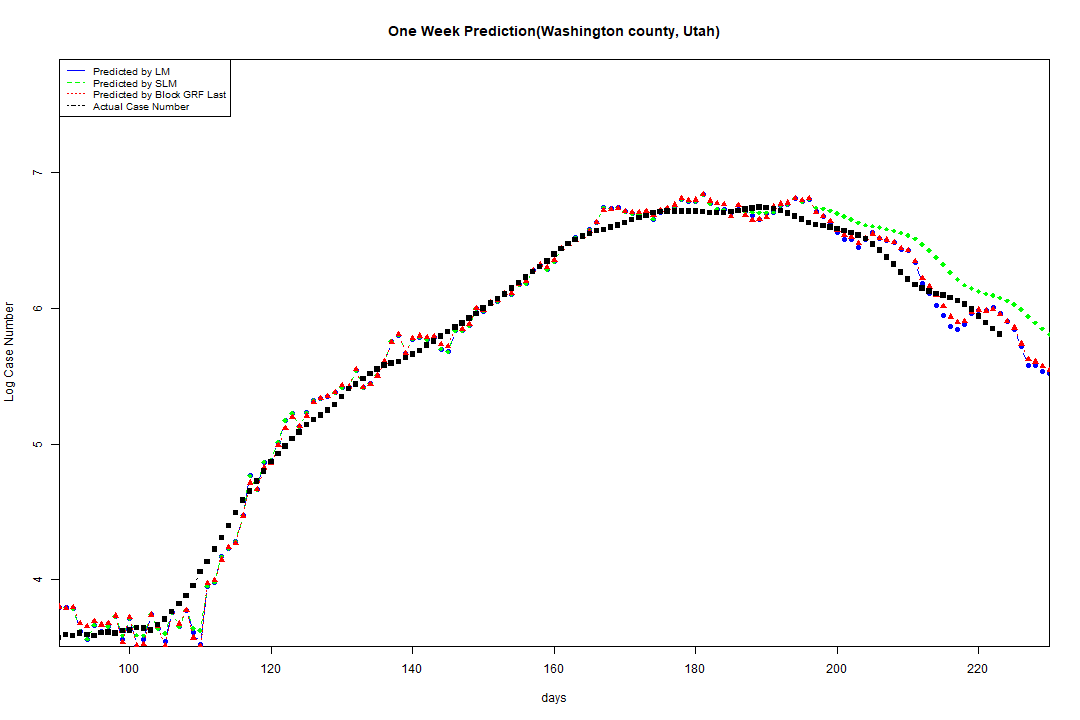 One Week Prediction(Washington county, Utah)
Predicted by LM
Predicted by SLM
Predicted by Block GRF Last
Actual Case Number
Log Case Number
7
6
5
4
100 120 140 160 180 200 220
days